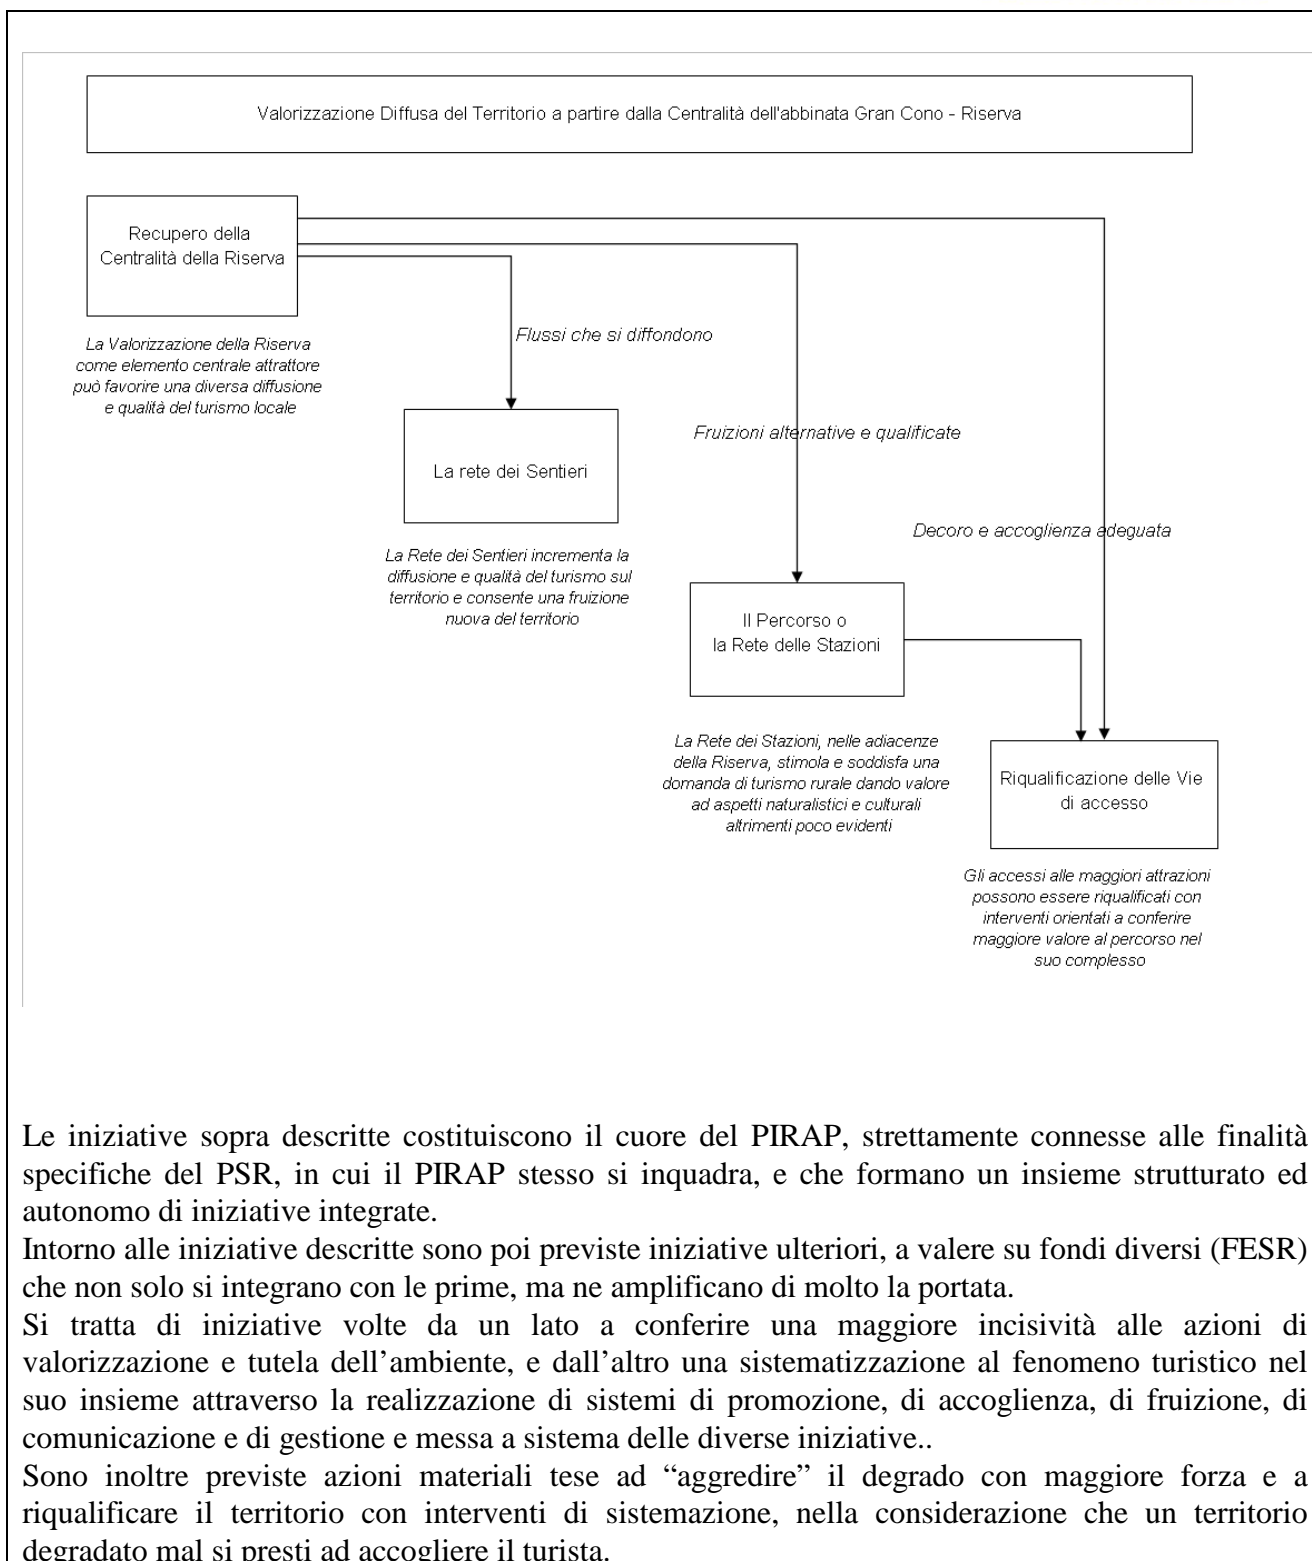 Valorizzazione Diffusa del Territorio a partire dalla Centralità dell'abbinata Gran Cono - Riserva
Recupero della
Centralità della Riserva
La Valorizzazione della Riserva
come elemento centrale attrattore
può favorire una diversa diffusione
e qualità del turismo locale
Flussi che si diffondono
La rete dei Sentieri
La Rete dei Sentieri incrementa la
diffusione e qualità del turismo sul
territorio e consente una fruizione
nuova del territorio
Fruizioni alternative e qualificate
Il Percorso o
la Rete delle Stazioni
La Rete dei Stazioni, nelle adiacenze
della Riserva, stimola e soddisfa una
domanda di turismo rurale dando valore
ad aspetti naturalistici e culturali
altrimenti poco evidenti
Decoro e accoglienza adeguata
Riqualificazione delle Vie
di accesso
Gli accessi alle maggiori attrazioni
possono essere riqualificati con
interventi orientati a conferire
maggiore valore al percorso nel
suo complesso
Le iniziative sopra descritte costituiscono il cuore del PIRAP, strettamente connesse alle finalità
specifiche del PSR, in cui il PIRAP stesso si inquadra, e che formano un insieme strutturato ed
autonomo di iniziative integrate.
Intorno alle iniziative descritte sono poi previste iniziative ulteriori, a valere su fondi diversi (FESR)
che non solo si integrano con le prime, ma ne amplificano di molto la portata.
Si tratta di iniziative volte da un lato a conferire una maggiore incisività alle azioni di
valorizzazione e tutela dell’ambiente, e dall’altro una sistematizzazione al fenomeno turistico nel
suo insieme attraverso la realizzazione di sistemi di promozione, di accoglienza, di fruizione, di
comunicazione e di gestione e messa a sistema delle diverse iniziative..
Sono inoltre previste azioni materiali tese ad “aggredire” il degrado con maggiore forza e a
riqualificare il territorio con interventi di sistemazione, nella considerazione che un territorio
degradato mal si presti ad accogliere il turista.